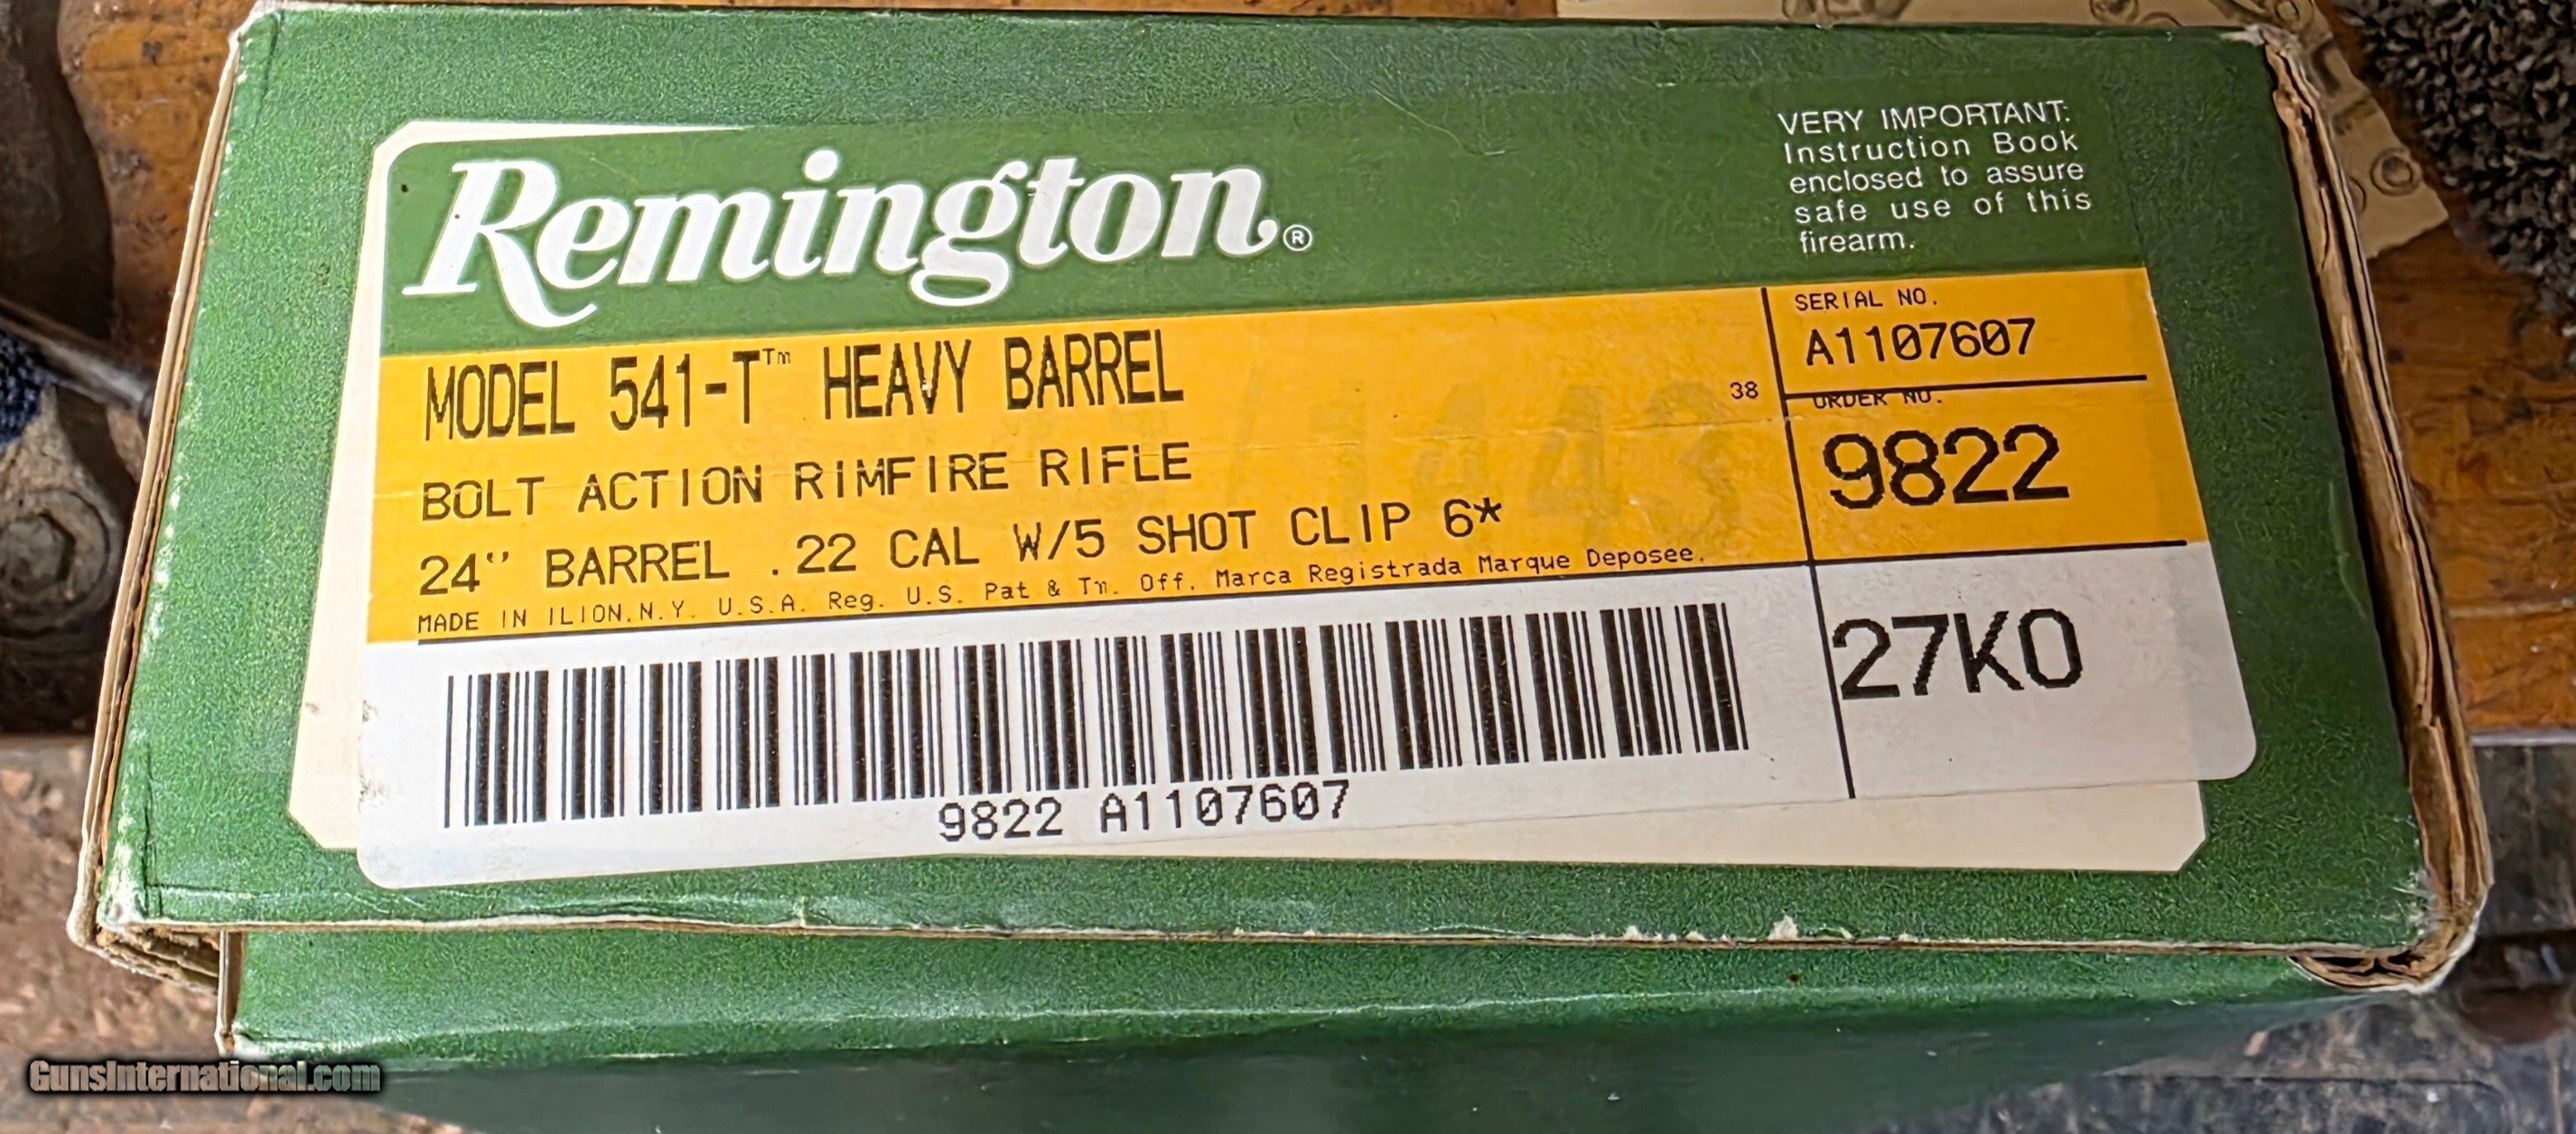 Remington®
VERY IMPORTANT:
Instruction Book
enclosed to assure
safe use of this
firearm.
MODEL 541-T™ HEAVY BARREL
BOLT ACTION RIMFIRE RIFLE
24" BARREL .22 CAL W/5 SHOT CLIP 6*
MADE IN ILION,N.Y. U.S.A. Reg. U.S. Pat & Tm. Off. Marca Registrada Marque Deposee.
38
SERIAL NO.
A1107607
ORDER NO.
9822
27KO
9822 A1107607
GunsInternational.com